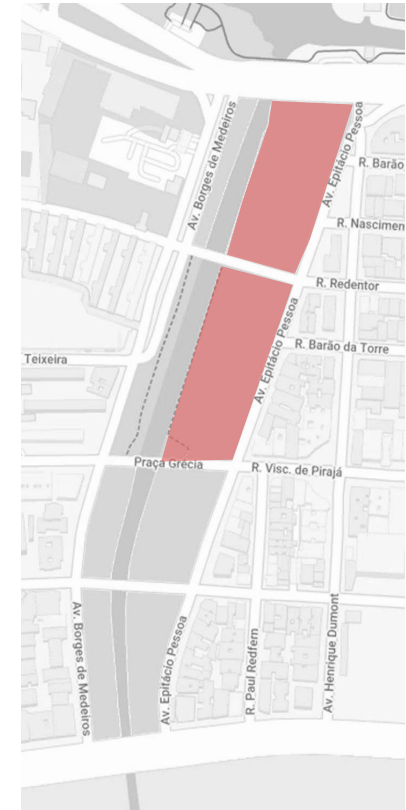 Av. Borges de Medeiros
Av. Epitácio Pessoa
R. Barão
R. Nascimen
R. Redentor
R. Barão da Torre
Av. Epitácio Pessoa
Teixeira
Praça Grécia
R. Visc. de Pirajá
Av. Borges de Medeiros
Av. Epitácio Pessoa
R. Paul Redfern
Av. Henrique Dumont